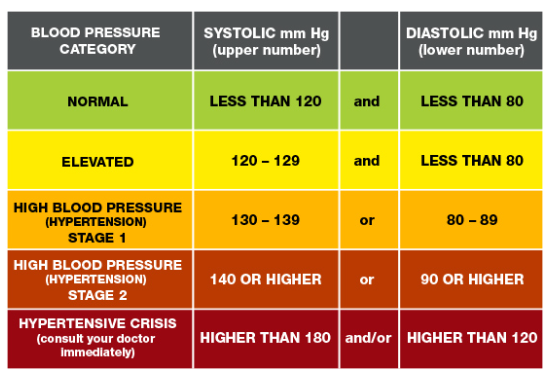 BLOOD PRESSURE
CATEGORY
SYSTOLIC mm Hg
(upper number)
DIASTOLIC mm Hg
(lower number)
NORMAL
LESS THAN 120
and
LESS THAN 80
ELEVATED
120 – 129
and
LESS THAN 80
HIGH BLOOD PRESSURE
(HYPERTENSION)
STAGE 1
130 – 139
or
80 – 89
HIGH BLOOD PRESSURE
(HYPERTENSION)
STAGE 2
140 OR HIGHER
or
90 OR HIGHER
HYPERTENSIVE CRISIS
(consult your doctor
immediately)
HIGHER THAN 180
and/or
HIGHER THAN 120